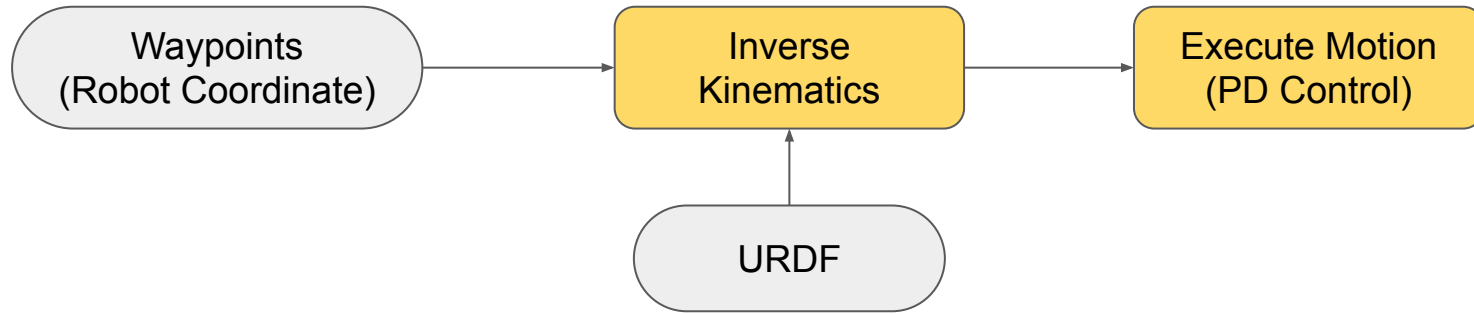 Waypoints
(Robot Coordinate)
Inverse
Kinematics
Execute Motion
(PD Control)
URDF